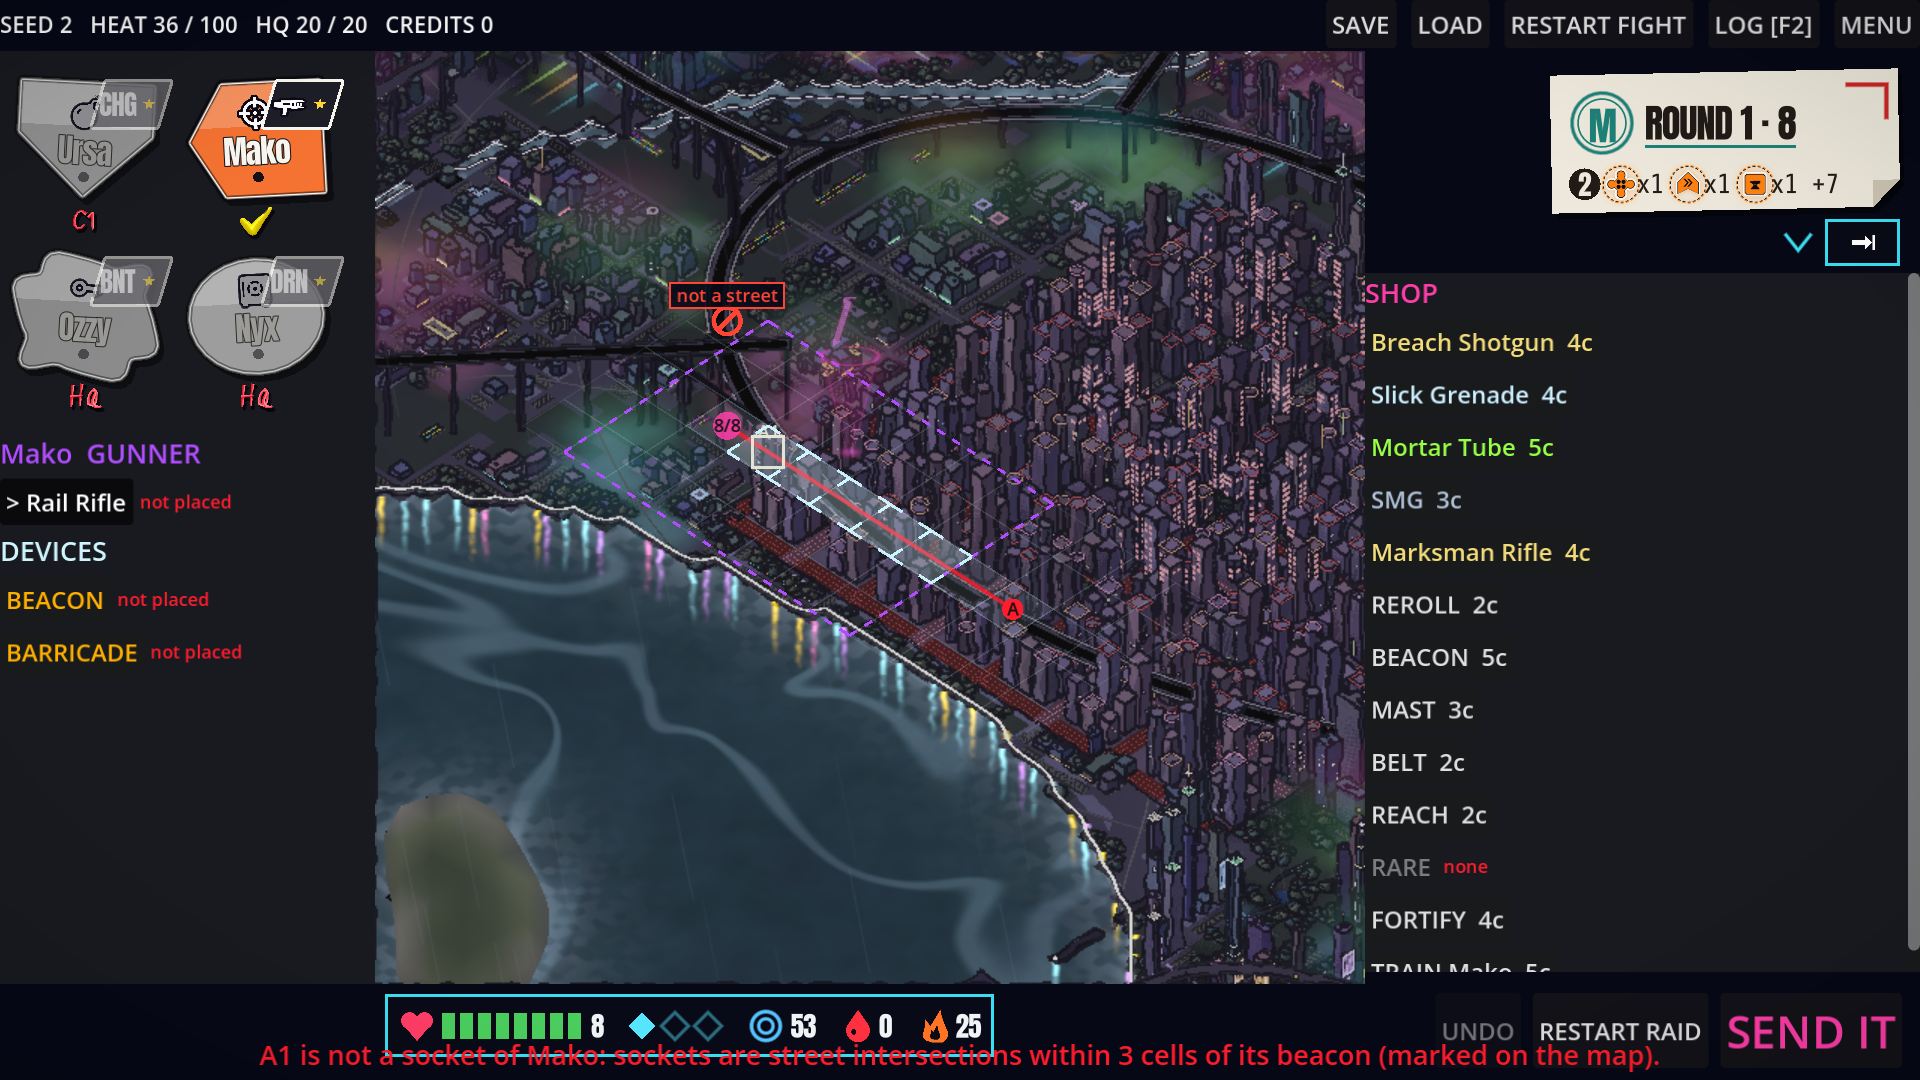 SEED 2 HEAT 36 / 100 HQ 20 / 20 CREDITS 0
SAVE LOAD RESTART FIGHT LOG [F2] MENU
CHG
Ursa
C1
Mako
BNT
Ozzy
HQ
DRN
Nyx
HQ
Mako GUNNER
> Rail Rifle not placed
DEVICES
BEACON not placed
BARRICADE not placed
not a street
8/8
A
M ROUND 1 · 8
2 x1 x1 x1 +7
SHOP
Breach Shotgun 4c
Slick Grenade 4c
Mortar Tube 5c
SMG 3c
Marksman Rifle 4c
REROLL 2c
BEACON 5c
MAST 3c
BELT 2c
REACH 2c
RARE none
FORTIFY 4c
TRAIN Mako 5c
8 53 0 25
UNDO RESTART RAID SEND IT
A1 is not a socket of Mako: sockets are street intersections within 3 cells of its beacon (marked on the map).